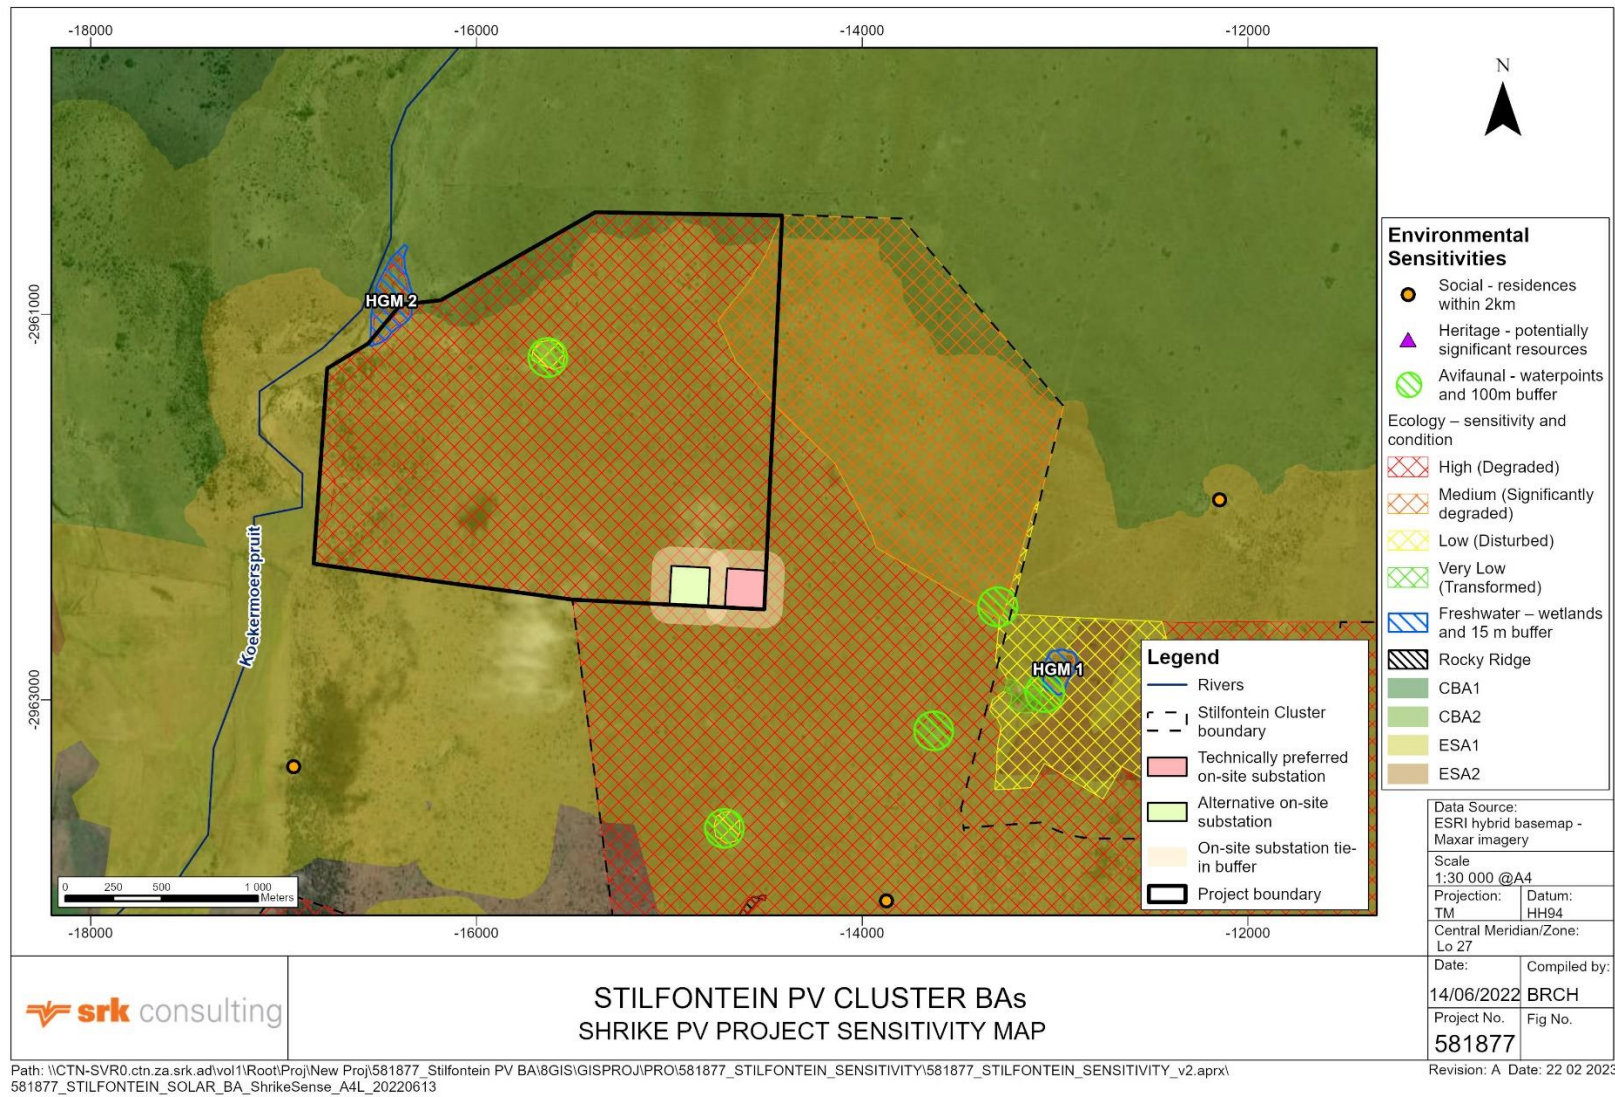 -18000
-16000
-14000
-12000
N
-2961000
-2963000
HGM 2
HGM 1
Koekermoerspruit
Environmental
Sensitivities
Social - residences
within 2km
Heritage - potentially
significant resources
Avifaunal - waterpoints
and 100m buffer
Ecology – sensitivity and
condition
High (Degraded)
Medium (Significantly
degraded)
Low (Disturbed)
Very Low
(Transformed)
Freshwater – wetlands
and 15 m buffer
Rocky Ridge
CBA1
CBA2
ESA1
ESA2
Legend
Rivers
Stilfontein Cluster
boundary
Technically preferred
on-site substation
Alternative on-site
substation
On-site substation tie-
in buffer
Project boundary
0 250 500 1 000
Meters
-18000
-16000
-14000
-12000
Data Source:
ESRI hybrid basemap -
Maxar imagery
Scale
1:30 000 @A4
Projection:
TM
Datum:
HH94
Central Meridian/Zone:
Lo 27
Date:
14/06/2022
Compiled by:
BRCH
Project No.
581877
Fig No.
srk consulting
STILFONTEIN PV CLUSTER BAs
SHRIKE PV PROJECT SENSITIVITY MAP
Path: \\CTN-SVR0.ctn.za.srk.ad\vol1\Root\Proj\New Proj\581877_Stilfontein PV BA\8GIS\GISPROJ\PRO\581877_STILFONTEIN_SENSITIVITY\581877_STILFONTEIN_SENSITIVITY_v2.aprx\
581877_STILFONTEIN_SOLAR_BA_ShrikeSense_A4L_20220613
Revision: A Date: 22 02 2023